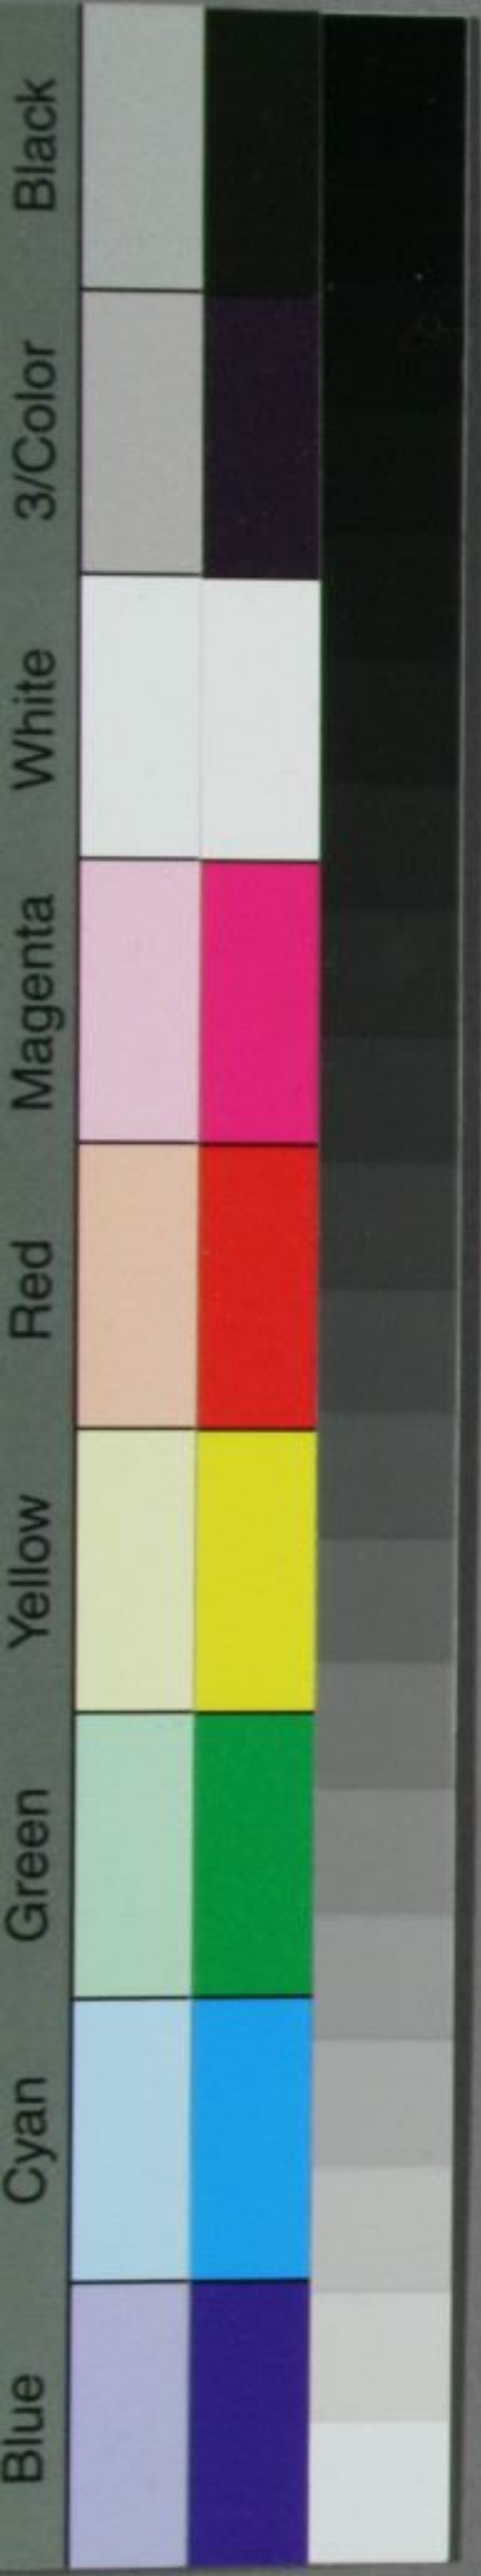 Black
3/Color
White
Magenta
Red
Yellow
Green
Cyan
Blue